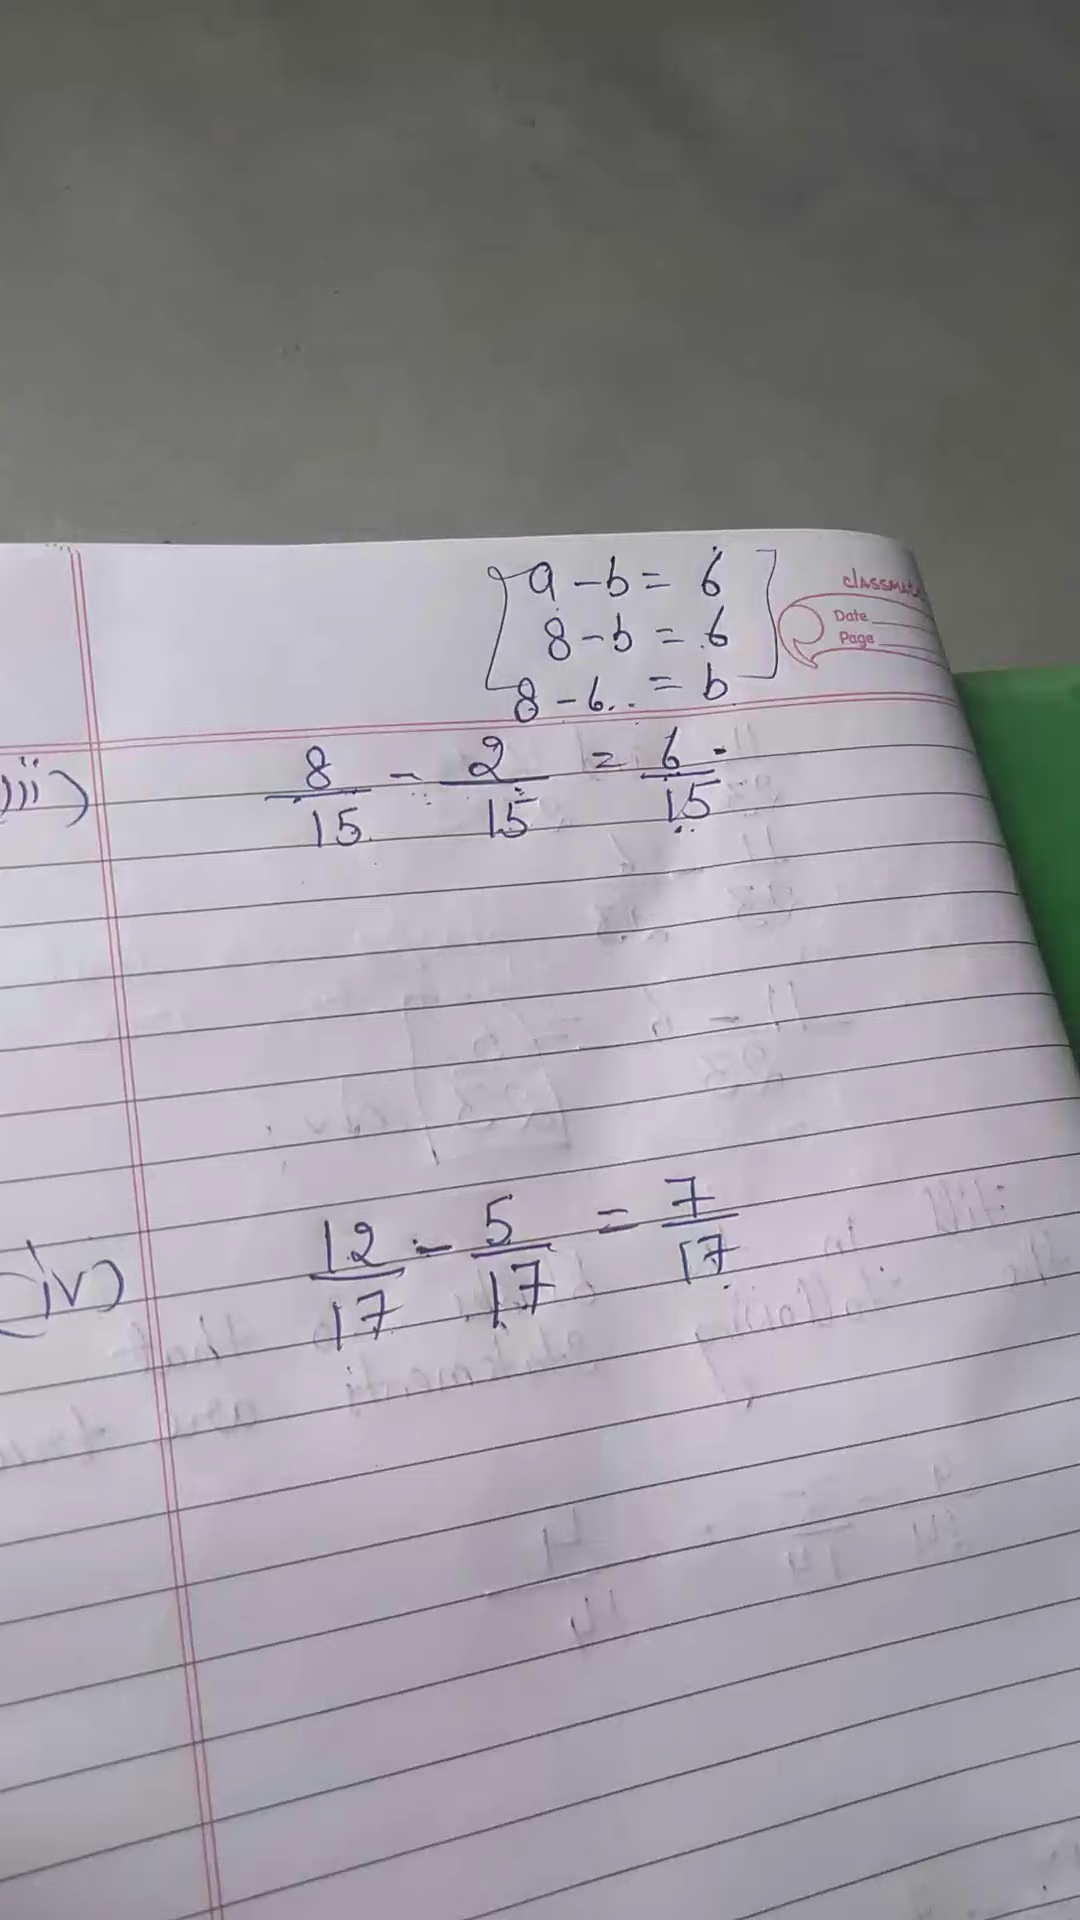 a - b = 6
8 - b = 6
8 - 6 .. = b
classmate
Date
Page
iii) 8/15 - 2/15 = 6/15
(iv) 12/17 - 5/17 = 7/17